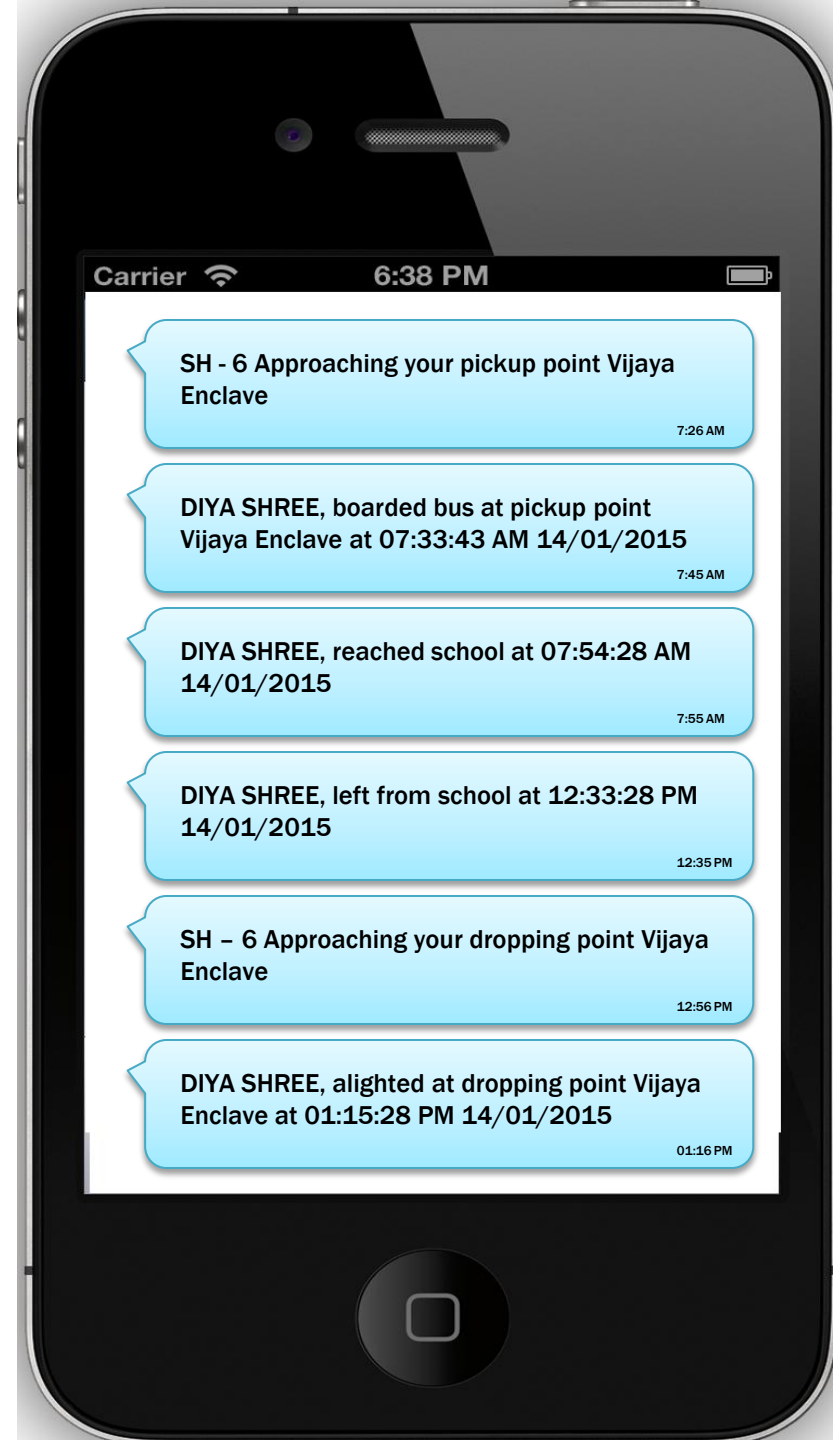 Carrier 6:38 PM
SH - 6 Approaching your pickup point Vijaya
Enclave
7:26 AM
DIYA SHREE, boarded bus at pickup point
Vijaya Enclave at 07:33:43 AM 14/01/2015
7:45 AM
DIYA SHREE, reached school at 07:54:28 AM
14/01/2015
7:55 AM
DIYA SHREE, left from school at 12:33:28 PM
14/01/2015
12:35 PM
SH – 6 Approaching your dropping point Vijaya
Enclave
12:56 PM
DIYA SHREE, alighted at dropping point Vijaya
Enclave at 01:15:28 PM 14/01/2015
01:16 PM